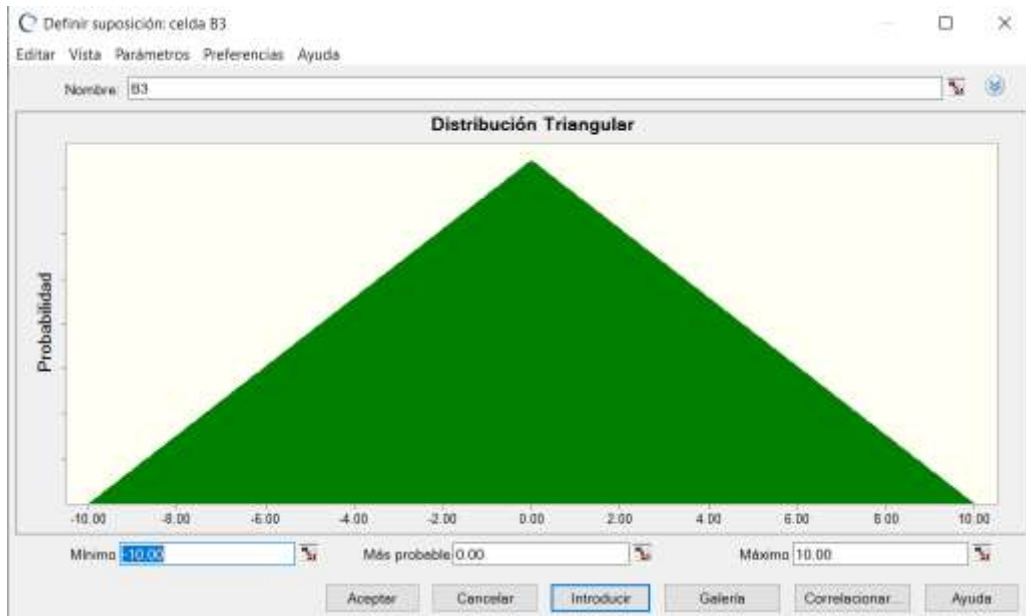 Definir suposición: celda B3
Editar Vista Parámetros Preferencias Ayuda
Nombre: B3
Distribución Triangular
Probabilidad
-10.00 -8.00 -6.00 -4.00 -2.00 0.00 2.00 4.00 6.00 8.00 10.00
Mínimo -10.00 Más probable 0.00 Máximo 10.00
Aceptar Cancelar Introducir Galería Correlacionar... Ayuda